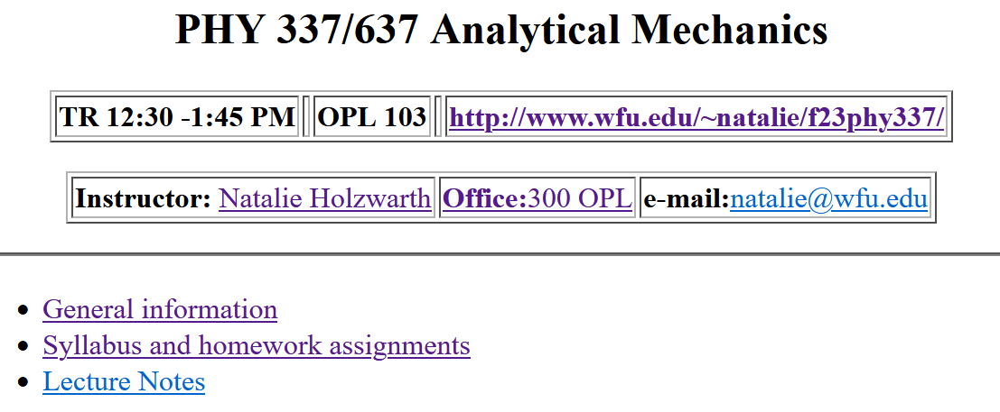 PHY 337/637 Analytical Mechanics
TR 12:30 -1:45 PM OPL 103 http://www.wfu.edu/~natalie/f23phy337/
Instructor: Natalie Holzwarth Office:300 OPL e-mail:natalie@wfu.edu
General information
Syllabus and homework assignments
Lecture Notes